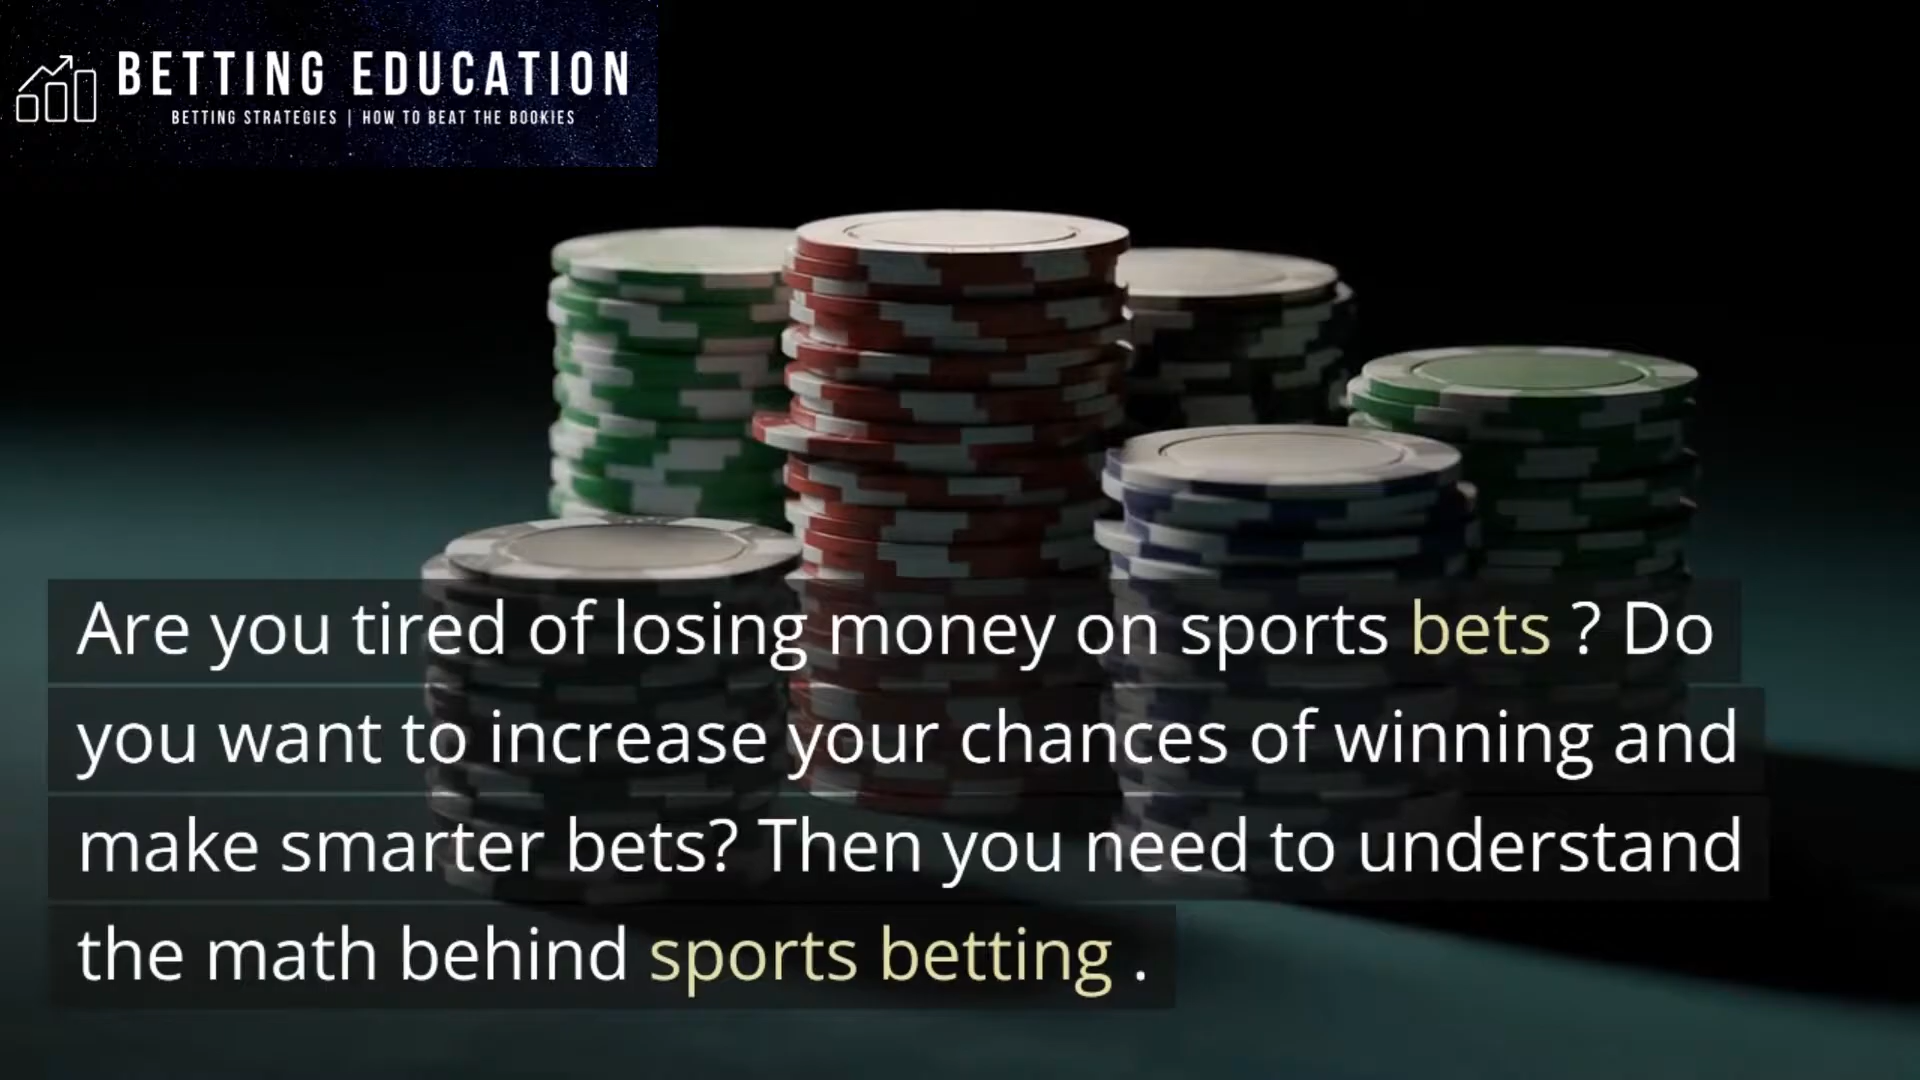 BETTING EDUCATION
BETTING STRATEGIES | HOW TO BEAT THE BOOKIES
Are you tired of losing money on sports bets ? Do
you want to increase your chances of winning and
make smarter bets? Then you need to understand
the math behind sports betting .